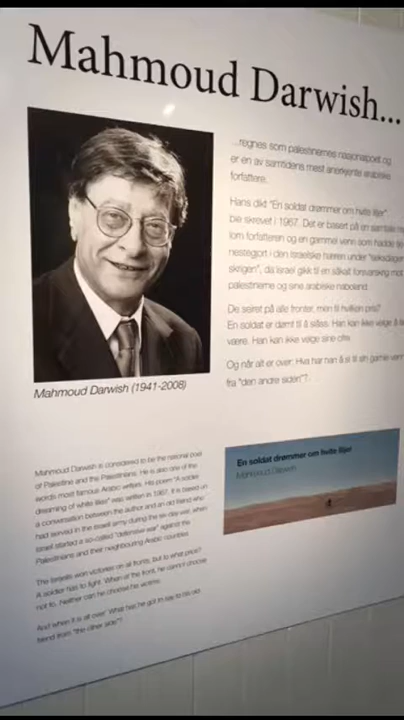 Mahmoud Darwish...
...regnes som palestinernes nasjonalpoet og
er en av samtidens mest anerkjente arabiske
forfattere.
Hans dikt "En soldat drømmer om hvite liljer"
ble skrevet i 1967. Det er basert på en samtale
lom forfatteren og en gammel venn som hadde
i den israelske hæren under
krigen", da Israel gikk til en såkalt forsvarskrig mot
palestinerne og sine arabiske naboland.
De seiret på alle fronter, men til hvilken pris?
En soldat er dømt til å slåss. Han kan ikke velge å
være. Han kan ikke velge sine ofre.
Og når alt er over: Hva har han å si til sin gamle venn
fra "den andre siden"?
Mahmoud Darwish (1941-2008)
Mahmoud Darwish is considered to be the national poet
of Palestine and the Palestinians. He is also one of the
words most famous Arabic writers. His poem "A soldier
dreaming of white lilies" was written in 1967. It is based on
a conversation between the author and an old friend who
had served in the Israeli army during the six-day war, when
Israel started a so-called "defensive war" against the
Palestinians and their neighbouring Arabic countries.
The Israelis won victories on all fronts, but to what price?
A soldier has to fight. When at the front, he cannot choose
not to. Neither can he choose his victims.
And when it is all over: What has he got to say to his old
friend from "the other side"?
En soldat drømmer om hvite liljer
Mahmoud Darwish